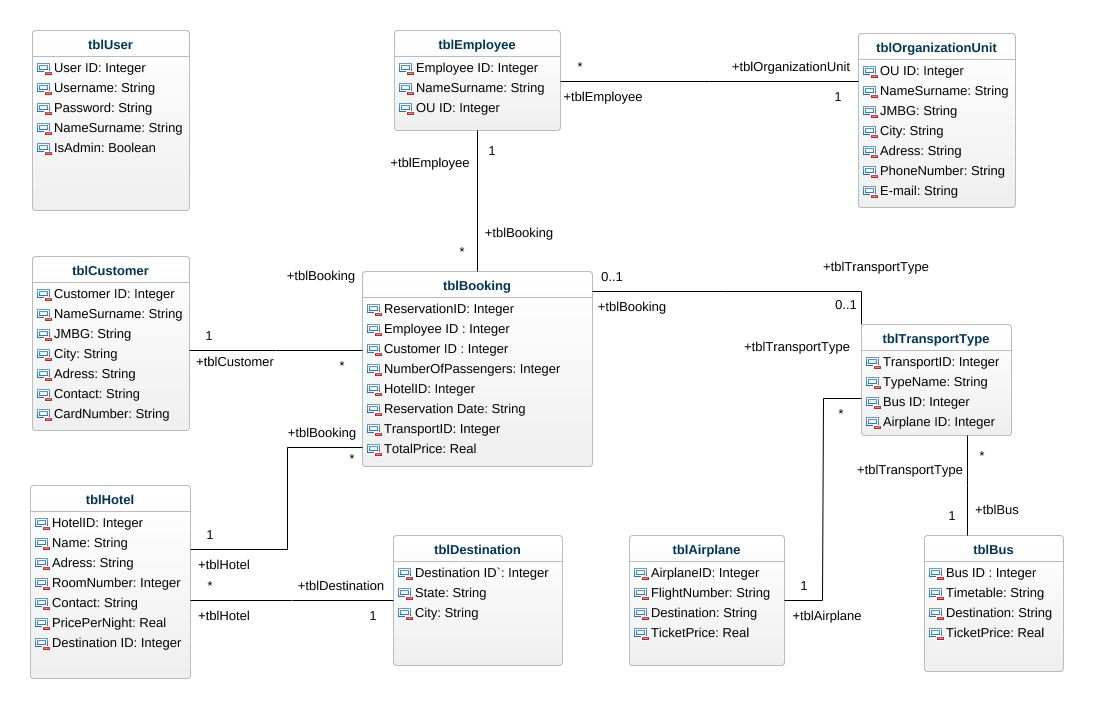 tblUser
User ID: Integer
Username: String
Password: String
NameSurname: String
IsAdmin: Boolean
tblEmployee
Employee ID: Integer
NameSurname: String
OU ID: Integer
*
+tblEmployee
+tblOrganizationUnit
1
tblOrganizationUnit
OU ID: Integer
NameSurname: String
JMBG: String
City: String
Adress: String
PhoneNumber: String
E-mail: String
1
+tblEmployee
+tblBooking
*
tblCustomer
Customer ID: Integer
NameSurname: String
JMBG: String
City: String
Adress: String
Contact: String
CardNumber: String
+tblBooking
1
+tblCustomer
*
tblBooking
ReservationID: Integer
Employee ID : Integer
Customer ID : Integer
NumberOfPassengers: Integer
HotelID: Integer
Reservation Date: String
TransportID: Integer
TotalPrice: Real
0..1
+tblBooking
+tblTransportType
0..1
+tblTransportType
*
tblTransportType
TransportID: Integer
TypeName: String
Bus ID: Integer
Airplane ID: Integer
*
+tblTransportType
1
+tblBus
+tblBooking
*
tblHotel
HotelID: Integer
Name: String
Adress: String
RoomNumber: Integer
Contact: String
PricePerNight: Real
Destination ID: Integer
1
+tblHotel
*
+tblHotel
+tblDestination
1
tblDestination
Destination ID`: Integer
State: String
City: String
tblAirplane
AirplaneID: Integer
FlightNumber: String
Destination: String
TicketPrice: Real
1
+tblAirplane
tblBus
Bus ID : Integer
Timetable: String
Destination: String
TicketPrice: Real